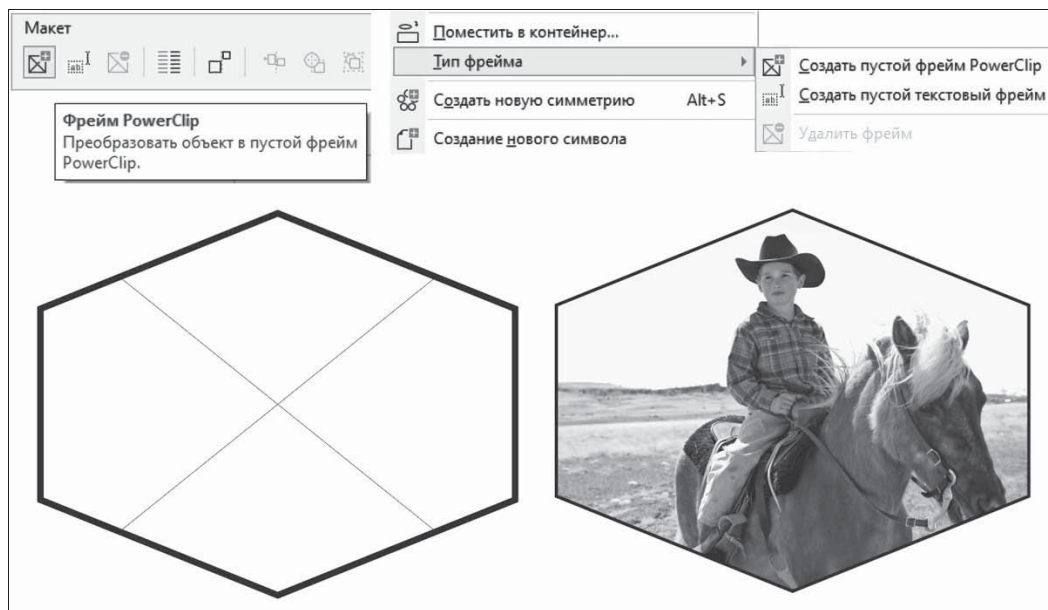 Макет
Фрейм PowerClip
Преобразовать объект в пустой фрейм
PowerClip.
Поместить в контейнер...
Тип фрейма
Создать новую симметрию Alt+S
Создание нового символа
Создать пустой фрейм PowerClip
Создать пустой текстовый фрейм
Удалить фрейм